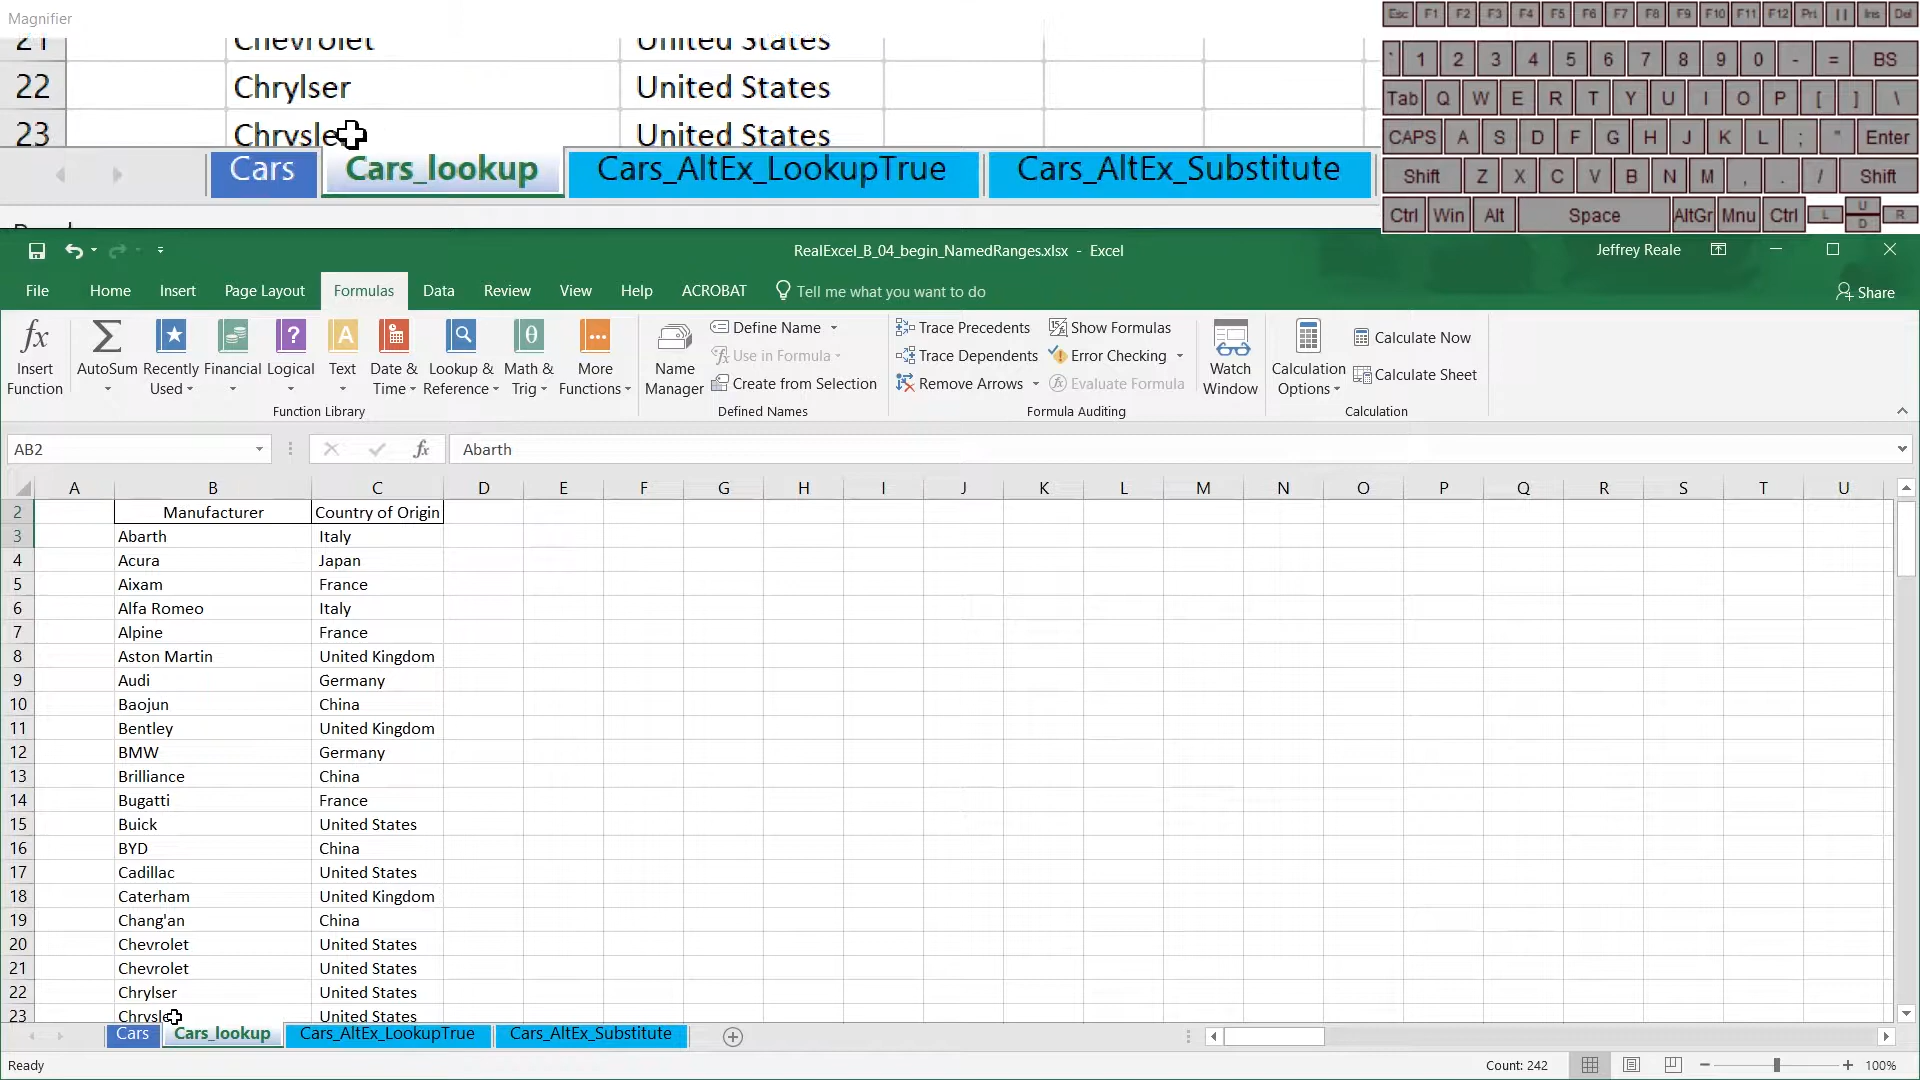 Magnifier
21 Chevrolet United States
22 Chrylser United States
23 Chrysle United States
Cars Cars_lookup Cars_AltEx_LookupTrue Cars_AltEx_Substitute
Esc F1 F2 F3 F4 F5 F6 F7 F8 F9 F10 F11 F12 Prt Ins Del
` 1 2 3 4 5 6 7 8 9 0 - = BS
Tab Q W E R T Y U I O P [ ] \
CAPS A S D F G H J K L ; " Enter
Shift Z X C V B N M , . / Shift
Ctrl Win Alt Space AltGr Mnu Ctrl L U D R
RealExcel_B_04_begin_NamedRanges.xlsx - Excel
Jeffrey Reale
File Home Insert Page Layout Formulas Data Review View Help ACROBAT Tell me what you want to do Share
Insert Function
AutoSum
Recently Used
Financial
Logical
Text
Date & Time
Lookup & Reference
Math & Trig
More Functions
Function Library
Name Manager
Define Name
Use in Formula
Create from Selection
Defined Names
Trace Precedents
Trace Dependents
Remove Arrows
Show Formulas
Error Checking
Evaluate Formula
Formula Auditing
Watch Window
Calculation Options
Calculate Now
Calculate Sheet
Calculation
AB2 fx Abarth
A B C D E F G H I J K L M N O P Q R S T U
2 Manufacturer Country of Origin
3 Abarth Italy
4 Acura Japan
5 Aixam France
6 Alfa Romeo Italy
7 Alpine France
8 Aston Martin United Kingdom
9 Audi Germany
10 Baojun China
11 Bentley United Kingdom
12 BMW Germany
13 Brilliance China
14 Bugatti France
15 Buick United States
16 BYD China
17 Cadillac United States
18 Caterham United Kingdom
19 Chang'an China
20 Chevrolet United States
21 Chevrolet United States
22 Chrylser United States
23 Chrysle United States
Cars Cars_lookup Cars_AltEx_LookupTrue Cars_AltEx_Substitute
Ready Count: 242 100%